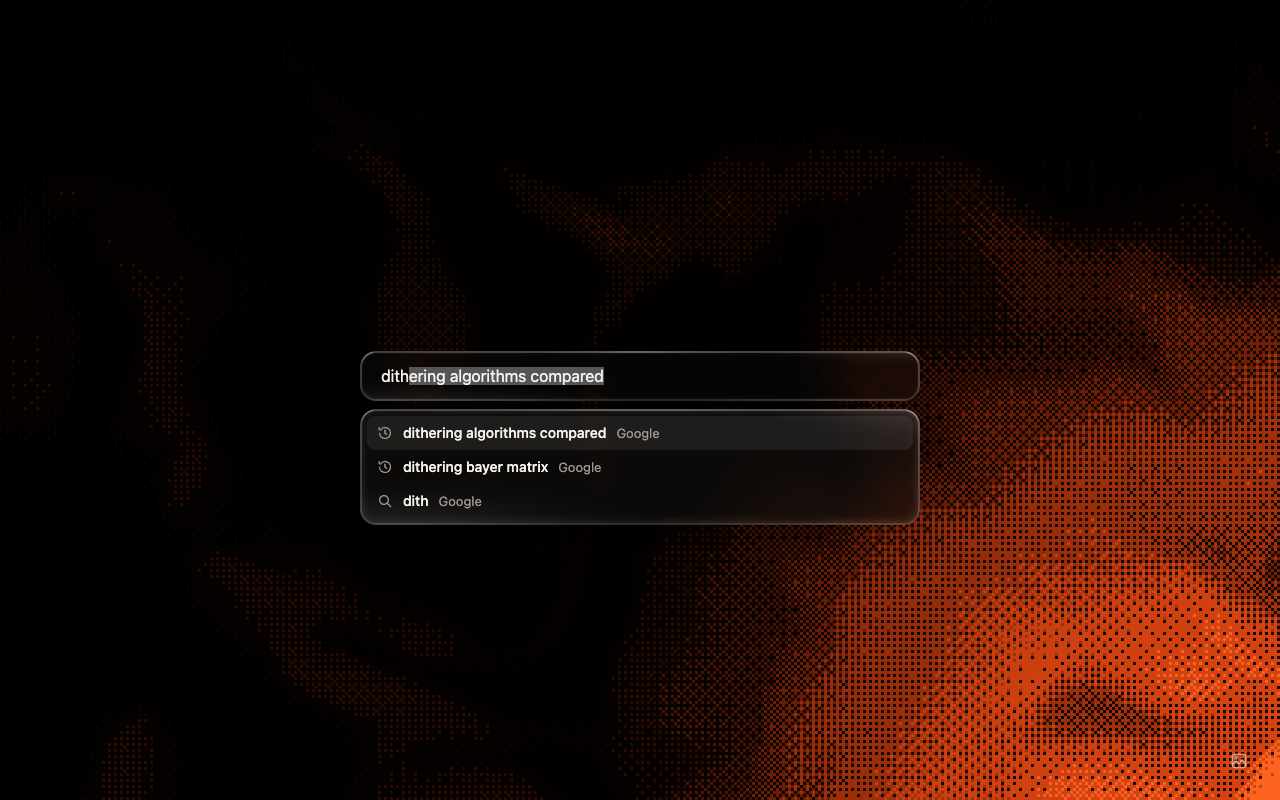 dithering algorithms compared
dithering algorithms compared Google
dithering bayer matrix Google
dith Google